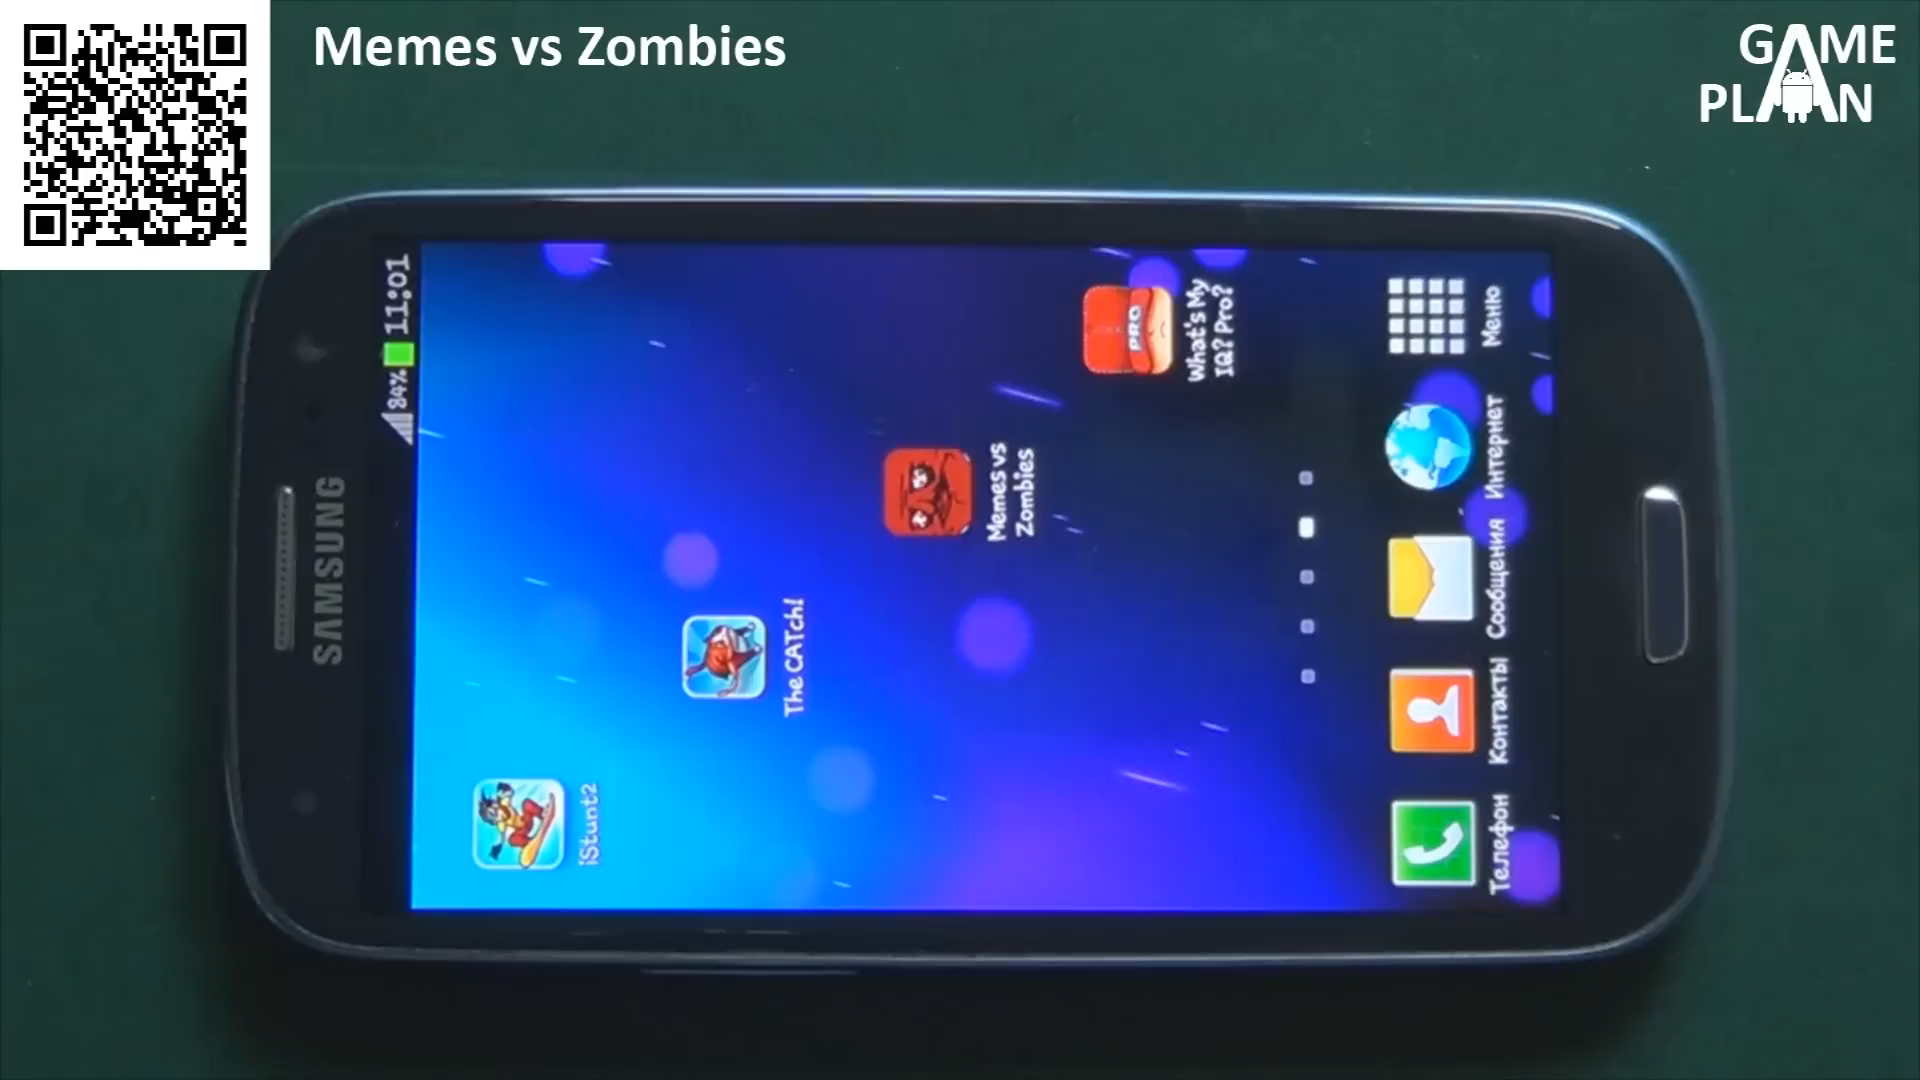 Memes vs Zombies
GAME
PLAN
SAMSUNG
84% 11:01
iStunt2
The CATch!
Memes vs
Zombies
What's My
IQ? Pro?
Телефон
Контакты
Сообщения
Интернет
Меню
PRO